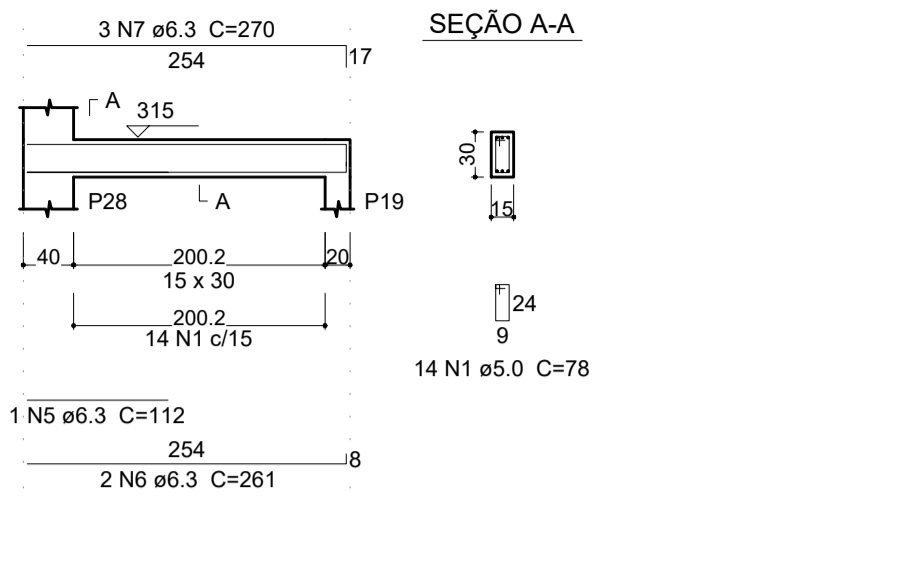 3 N7 ø6.3  C=270
SEÇÃO A-A
254
17
A
315
30
P28
A
P19
15
40
200.2
20
15 x 30
24
200.2
14 N1 c/15
9
14 N1 ø5.0  C=78
1 N5 ø6.3  C=112
254
8
2 N6 ø6.3  C=261